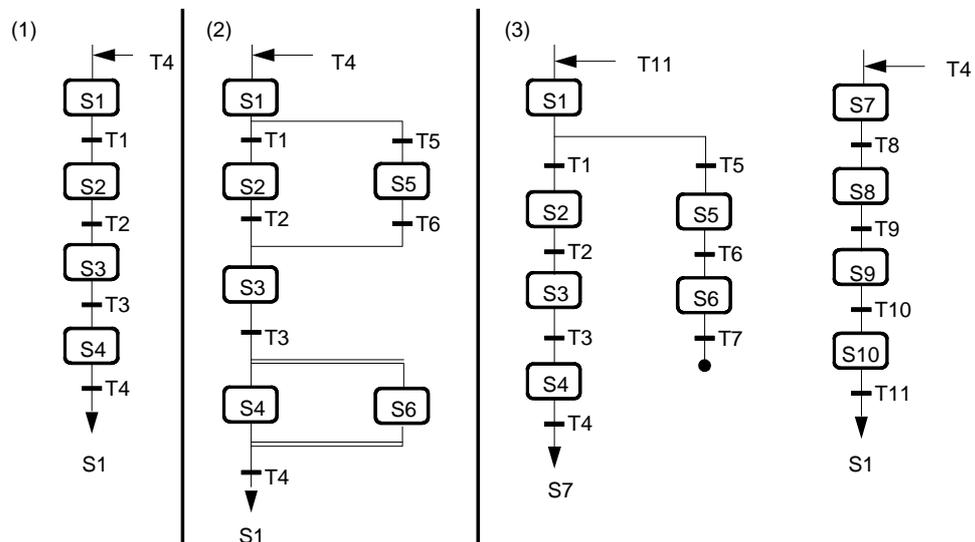 (1)
T4
S1
T1
S2
T2
S3
T3
S4
T4
S1
(2)
T4
S1
T1
T5
S2
S5
T2
T6
S3
T3
S4
S6
T4
S1
(3)
T11
S1
T1
T5
S2
S5
T2
T6
S3
S6
T3
T7
S4
T4
S7
T4
S7
T8
S8
T9
S9
T10
S10
T11
S1